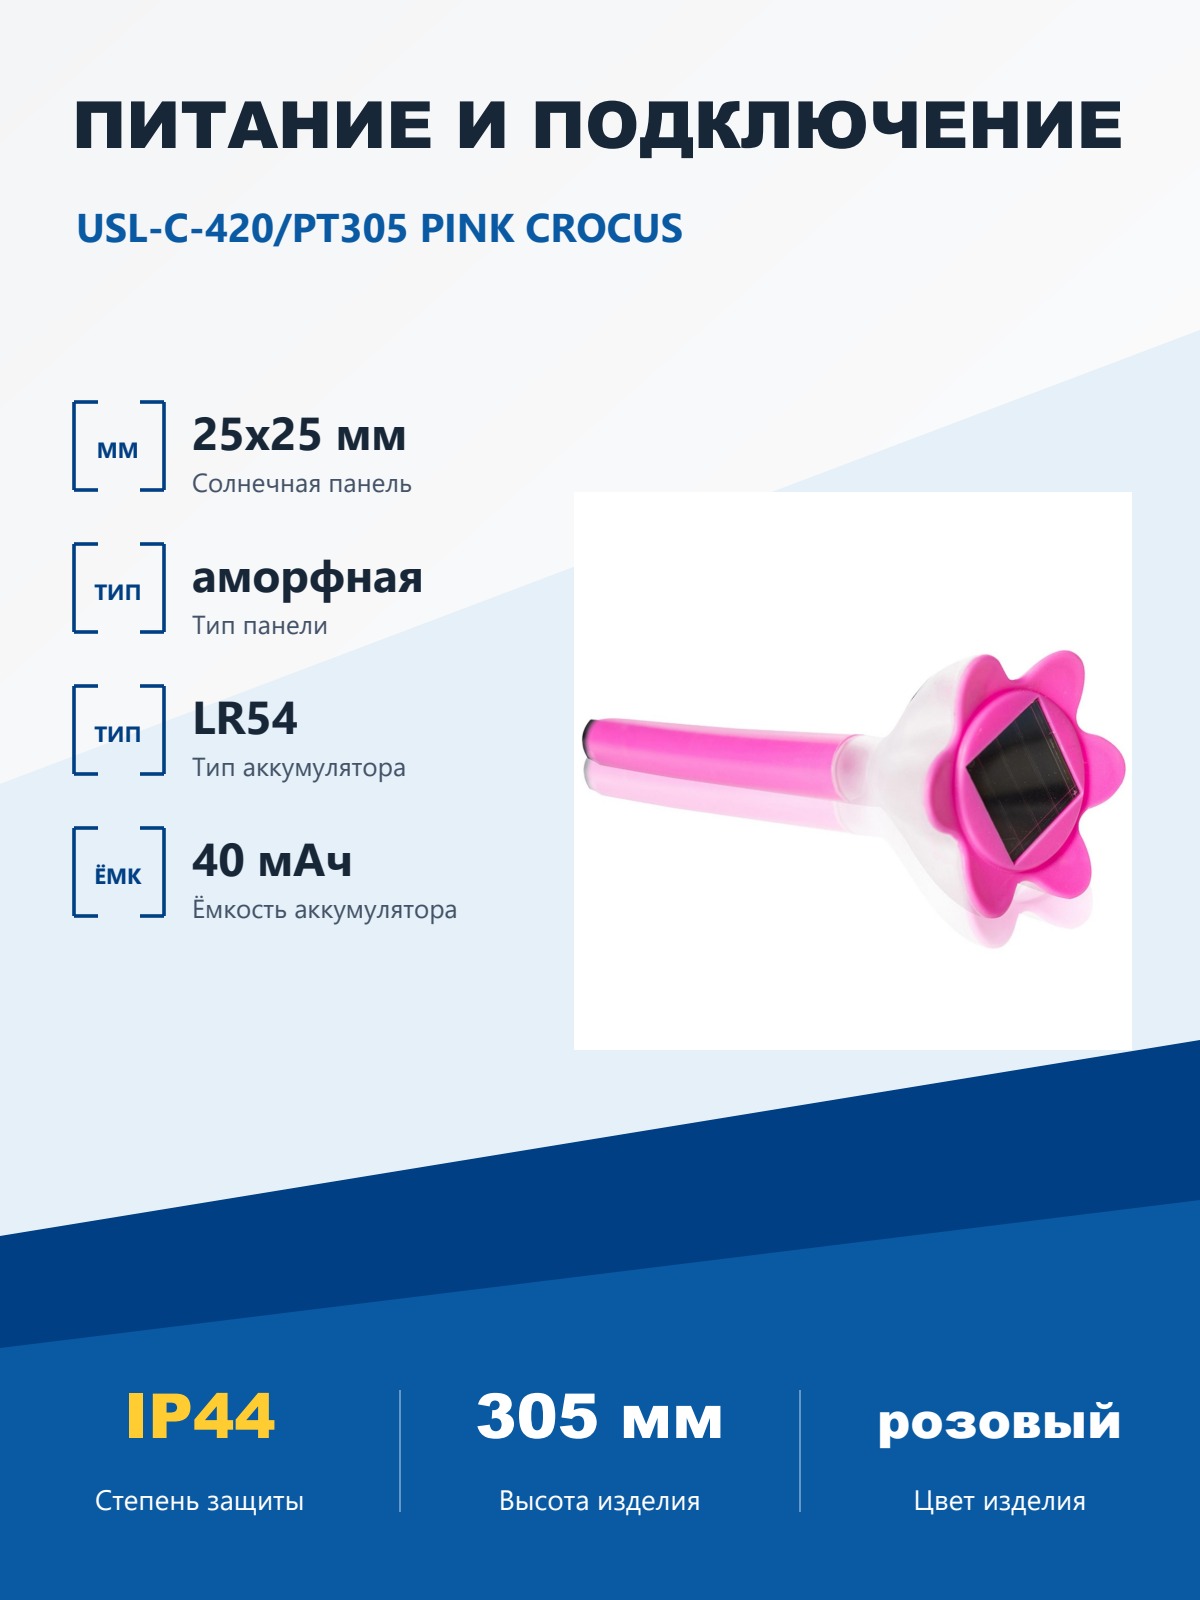 ПИТАНИЕ И ПОДКЛЮЧЕНИЕ
USL-C-420/PT305 PINK CROCUS
ММ
25x25 мм
Солнечная панель
ТИП
аморфная
Тип панели
ТИП
LR54
Тип аккумулятора
ЁМК
40 мАч
Ёмкость аккумулятора
IP44
Степень защиты
305 мм
Высота изделия
розовый
Цвет изделия